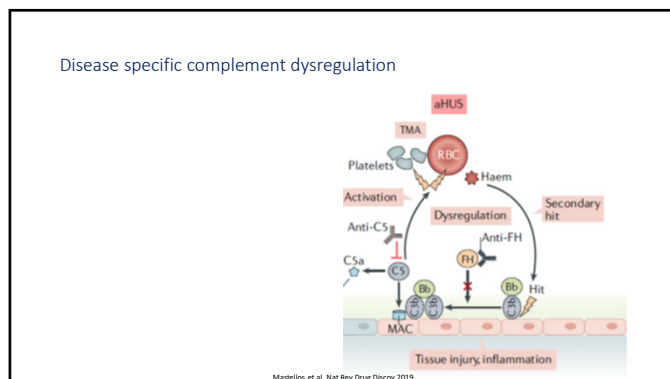 Disease specific complement dysregulation
aHUS
TMA
RBC
Platelets
Haem
Activation
Secondary
hit
Dysregulation
Anti-C5
Anti-FH
C5a
C5
FH
Bb
Bb
Hit
C3b
C3b
C3b
MAC
Tissue injury, inflammation
Mastellos et al. Nat Rev Drug Discov 2019